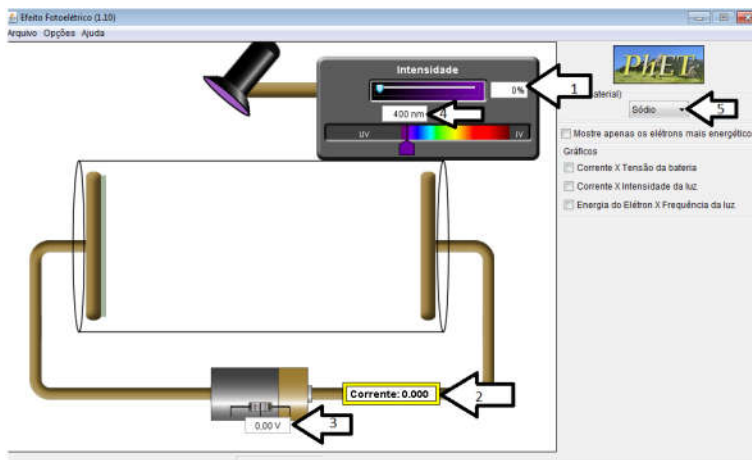 Efeito Fotoelétrico (1.10)
Arquivo Opções Ajuda
Intensidade
0%
1
400 nm
4
UV
IV
PhET
aterial)
Sódio
5
Mostre apenas os elétrons mais energético
Gráficos
Corrente X Tensão da bateria
Corrente X Intensidade da luz
Energia do Elétron X Frequência da luz
Corrente: 0.000
2
0,00 V
3